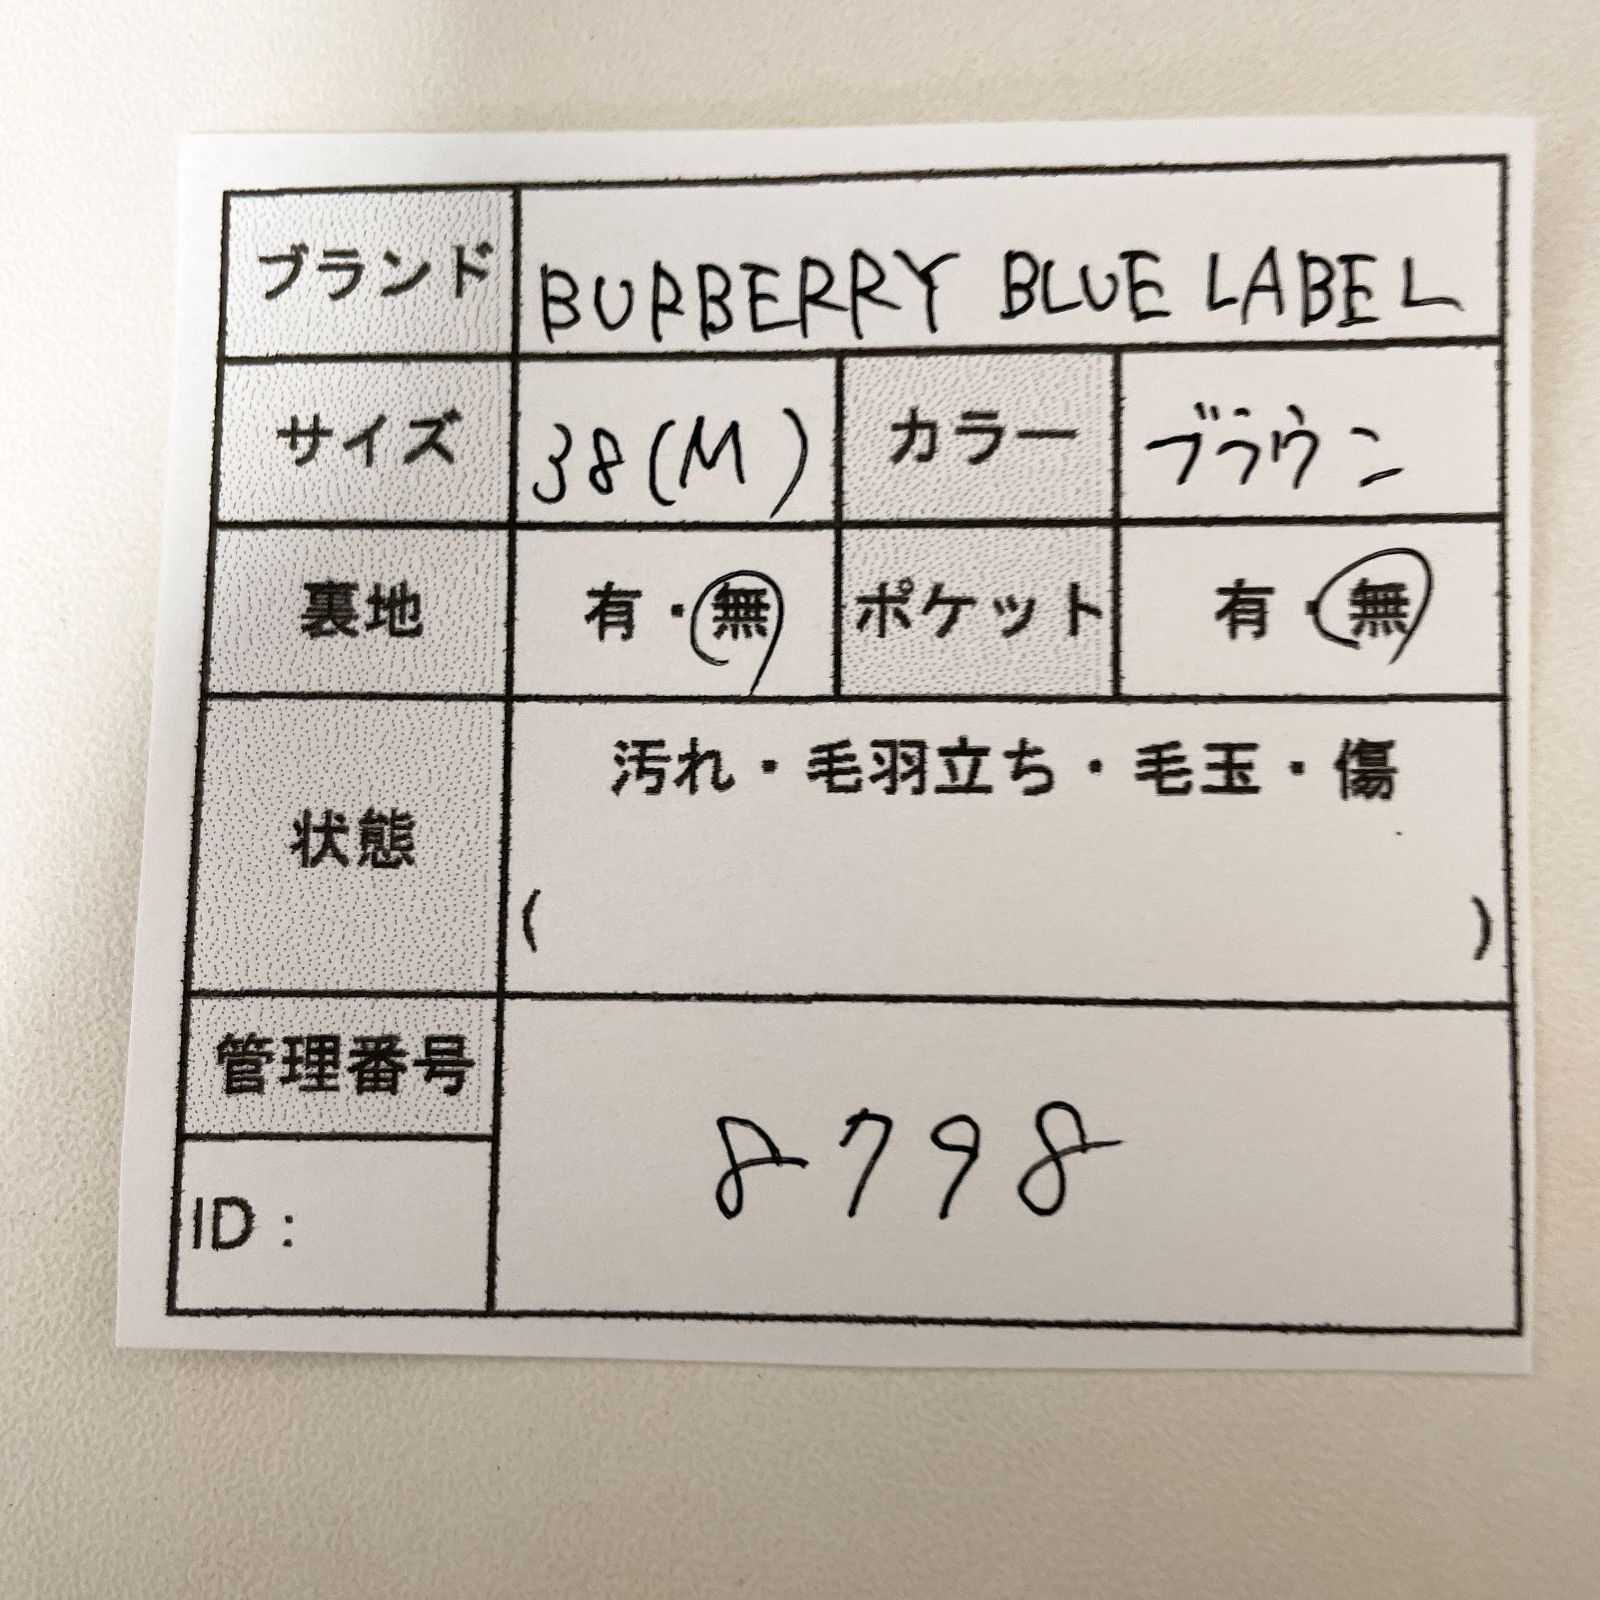 ブランド BURBERRY BLUE LABEL
サイズ 38(M) カラー ブラウン
裏地 有・無 ポケット 有・無
状態 汚れ・毛羽立ち・毛玉・傷
( )
管理番号 8798
ID：